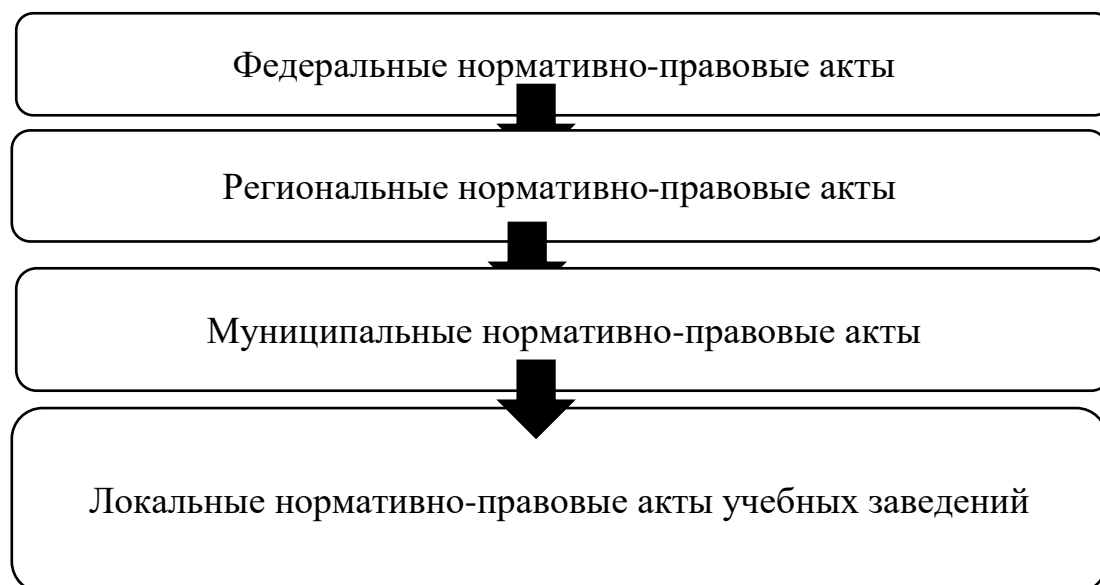 Федеральные нормативно-правовые акты
Региональные нормативно-правовые акты
Муниципальные нормативно-правовые акты
Локальные нормативно-правовые акты учебных заведений